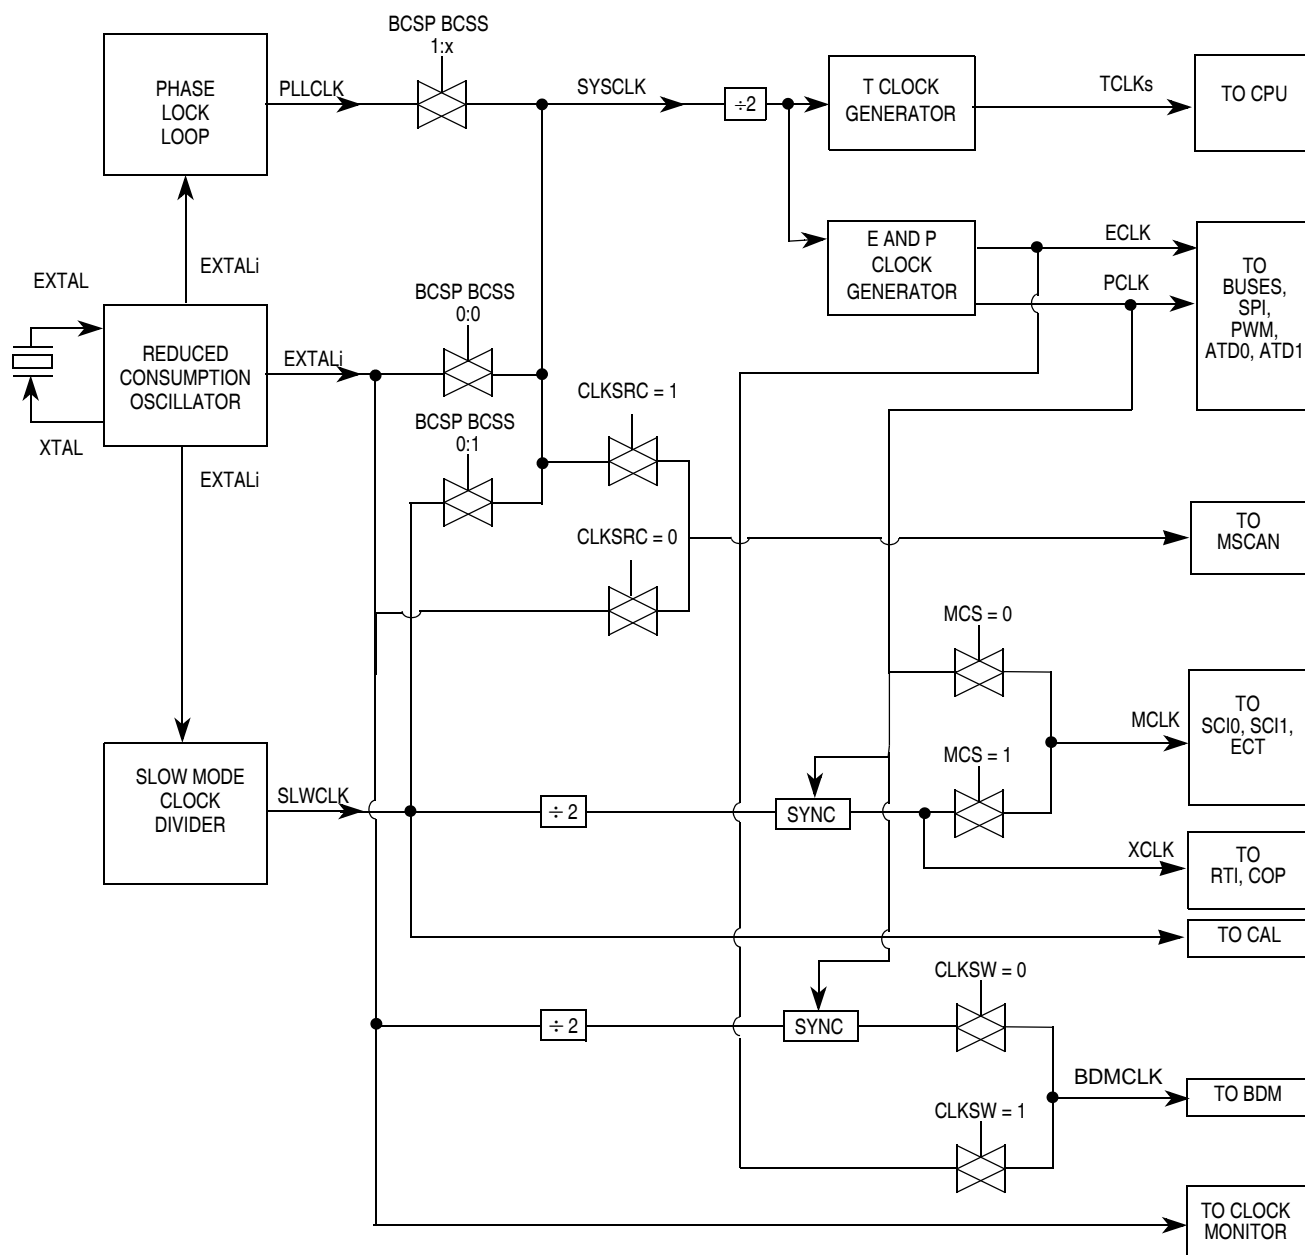 BCSP BCSS
1:x
PHASE
LOCK
LOOP
PLLCLK
SYSCLK
÷2
T CLOCK
GENERATOR
TCLKs
TO CPU
EXTALi
E AND P
CLOCK
GENERATOR
ECLK
PCLK
TO
BUSES,
SPI,
PWM,
ATD0, ATD1
EXTAL
REDUCED
CONSUMPTION
OSCILLATOR
XTAL
EXTALi
BCSP BCSS
0:0
BCSP BCSS
0:1
CLKSRC = 1
EXTALi
CLKSRC = 0
TO
MSCAN
MCS = 0
MCS = 1
MCLK
TO
SCI0, SCI1,
ECT
SLOW MODE
CLOCK
DIVIDER
SLWCLK
÷ 2
SYNC
XCLK
TO
RTI, COP
TO CAL
CLKSW = 0
÷ 2
SYNC
BDMCLK
TO BDM
CLKSW = 1
TO CLOCK
MONITOR